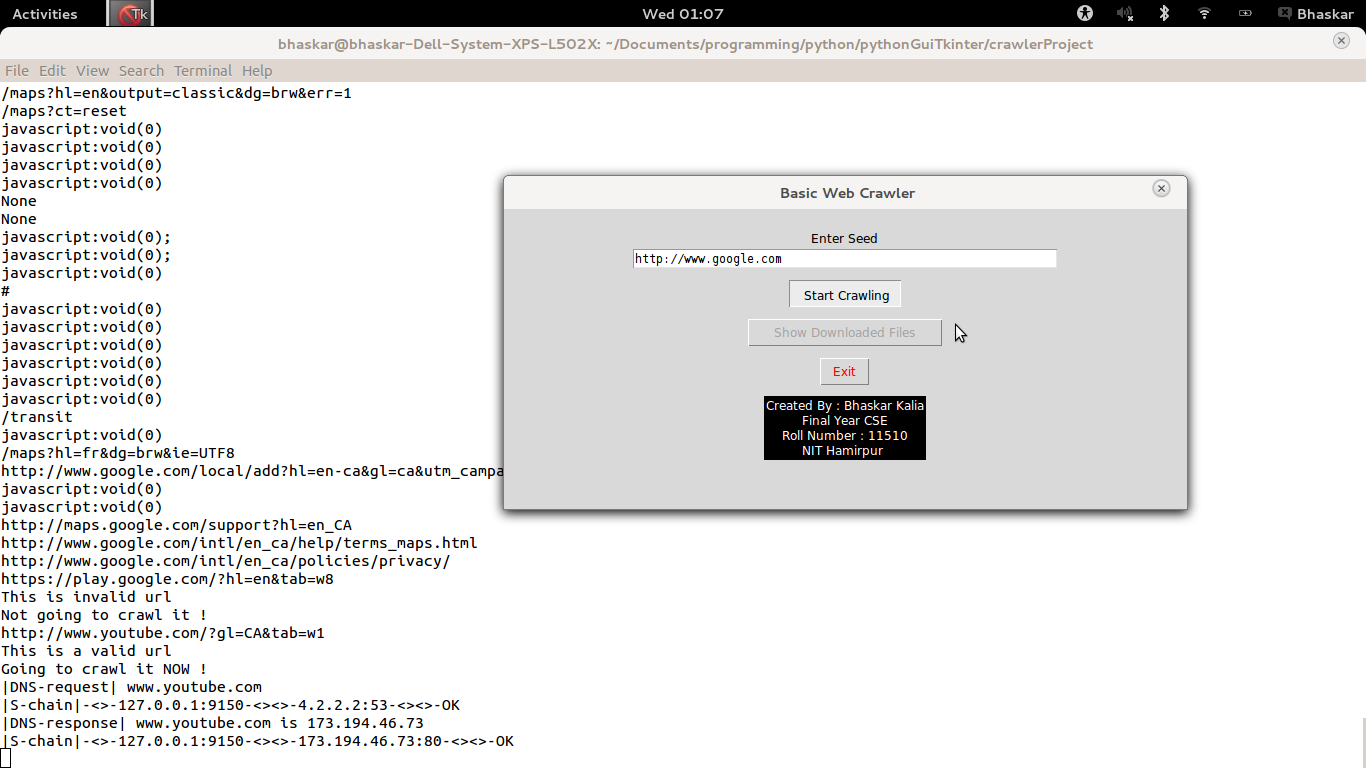 Activities
Tk
Wed 01:07
Bhaskar
bhaskar@bhaskar-Dell-System-XPS-L502X: ~/Documents/programming/python/pythonGuiTkinter/crawlerProject
File Edit View Search Terminal Help
/maps?hl=en&output=classic&dg=brw&err=1
/maps?ct=reset
javascript:void(0)
javascript:void(0)
javascript:void(0)
javascript:void(0)
None
None
javascript:void(0);
javascript:void(0);
javascript:void(0)
#
javascript:void(0)
javascript:void(0)
javascript:void(0)
javascript:void(0)
javascript:void(0)
javascript:void(0)
/transit
javascript:void(0)
/maps?hl=fr&dg=brw&ie=UTF8
http://www.google.com/local/add?hl=en-ca&gl=ca&utm_campa
javascript:void(0)
javascript:void(0)
http://maps.google.com/support?hl=en_CA
http://www.google.com/intl/en_ca/help/terms_maps.html
http://www.google.com/intl/en_ca/policies/privacy/
https://play.google.com/?hl=en&tab=w8
This is invalid url
Not going to crawl it !
http://www.youtube.com/?gl=CA&tab=w1
This is a valid url
Going to crawl it NOW !
|DNS-request| www.youtube.com
|S-chain|-<>-127.0.0.1:9150-<><>-4.2.2.2:53-<><>-OK
|DNS-response| www.youtube.com is 173.194.46.73
|S-chain|-<>-127.0.0.1:9150-<><>-173.194.46.73:80-<><>-OK
Basic Web Crawler
Enter Seed
http://www.google.com
Start Crawling
Show Downloaded Files
Exit
Created By : Bhaskar Kalia
Final Year CSE
Roll Number : 11510
NIT Hamirpur